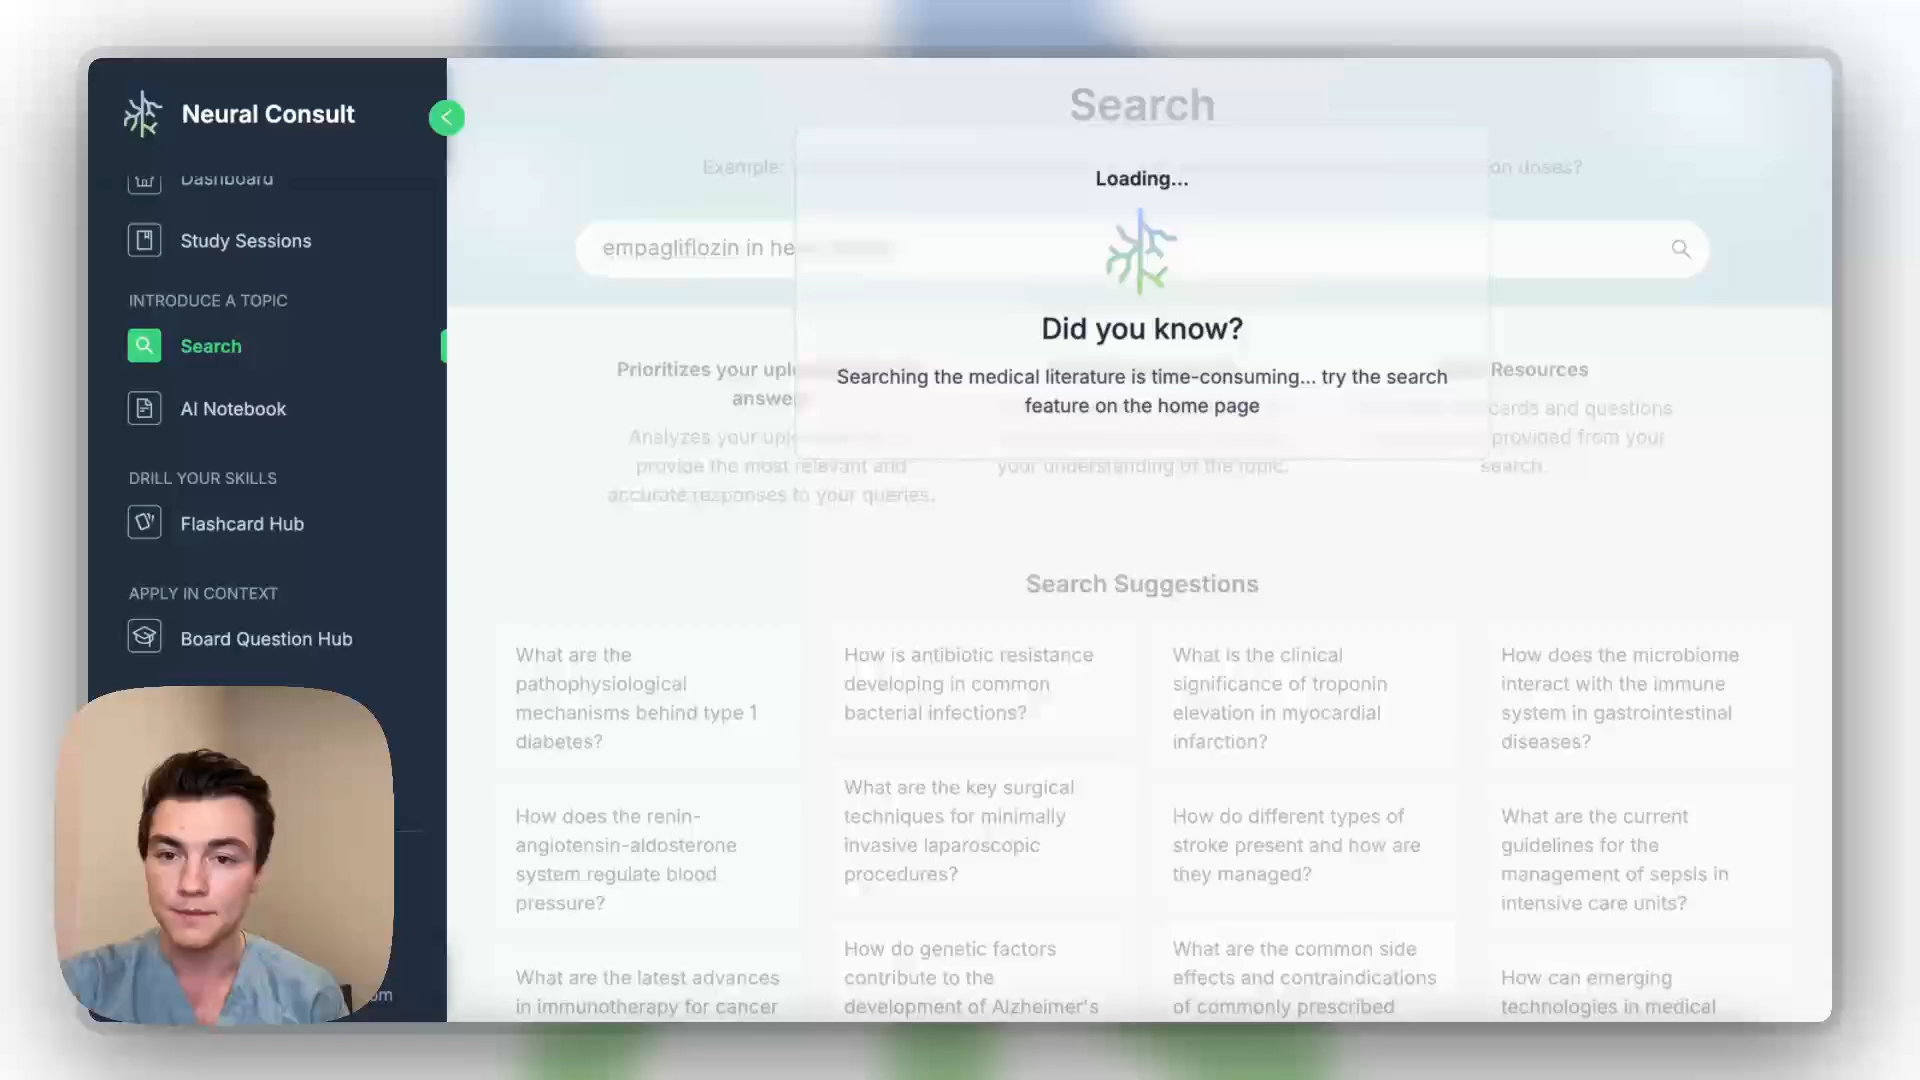 Neural Consult
Dashboard
Study Sessions
INTRODUCE A TOPIC
Search
AI Notebook
DRILL YOUR SKILLS
Flashcard Hub
APPLY IN CONTEXT
Board Question Hub
om
Search
Example:
on doses?
empagliflozin in he
Loading...
Did you know?
Searching the medical literature is time-consuming... try the search
feature on the home page
Prioritizes your upl
answe
Analyzes your upl
provide the most relevant and
accurate responses to your queries.
your understanding of the topic.
Resources
cards and questions
provided from your
search.
Search Suggestions
What are the
pathophysiological
mechanisms behind type 1
diabetes?
How is antibiotic resistance
developing in common
bacterial infections?
What is the clinical
significance of troponin
elevation in myocardial
infarction?
How does the microbiome
interact with the immune
system in gastrointestinal
diseases?
How does the renin-
angiotensin-aldosterone
system regulate blood
pressure?
What are the key surgical
techniques for minimally
invasive laparoscopic
procedures?
How do different types of
stroke present and how are
they managed?
What are the current
guidelines for the
management of sepsis in
intensive care units?
What are the latest advances
in immunotherapy for cancer
How do genetic factors
contribute to the
development of Alzheimer's
What are the common side
effects and contraindications
of commonly prescribed
How can emerging
technologies in medical